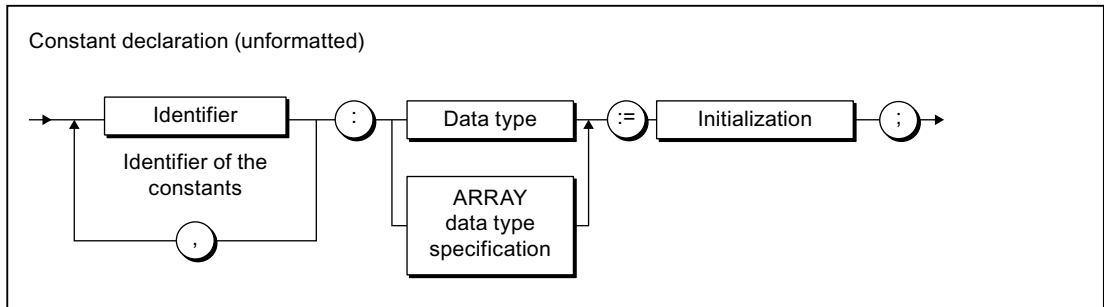 Constant declaration (unformatted)
Identifier
:
Data type
:=
Initialization
;
Identifier of the
constants
ARRAY
data type
specification
,